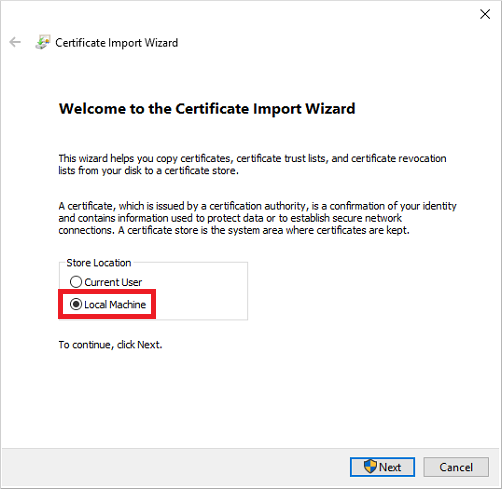 Certificate Import Wizard
Welcome to the Certificate Import Wizard
This wizard helps you copy certificates, certificate trust lists, and certificate revocation
lists from your disk to a certificate store.
A certificate, which is issued by a certification authority, is a confirmation of your identity
and contains information used to protect data or to establish secure network
connections. A certificate store is the system area where certificates are kept.
Store Location
Current User
Local Machine
To continue, click Next.
Next
Cancel